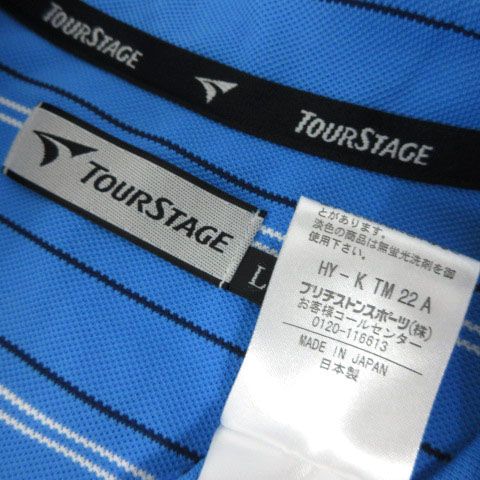 TOURSTAGE
TOURSTAGE
TOURSTAGE
L
とがあります。
淡色の商品は無蛍光洗剤を御
使用下さい。
HY-K TM 22 A
ブリヂストンスポーツ(株)
お客様コールセンター
0120-116613
MADE IN JAPAN
日本製